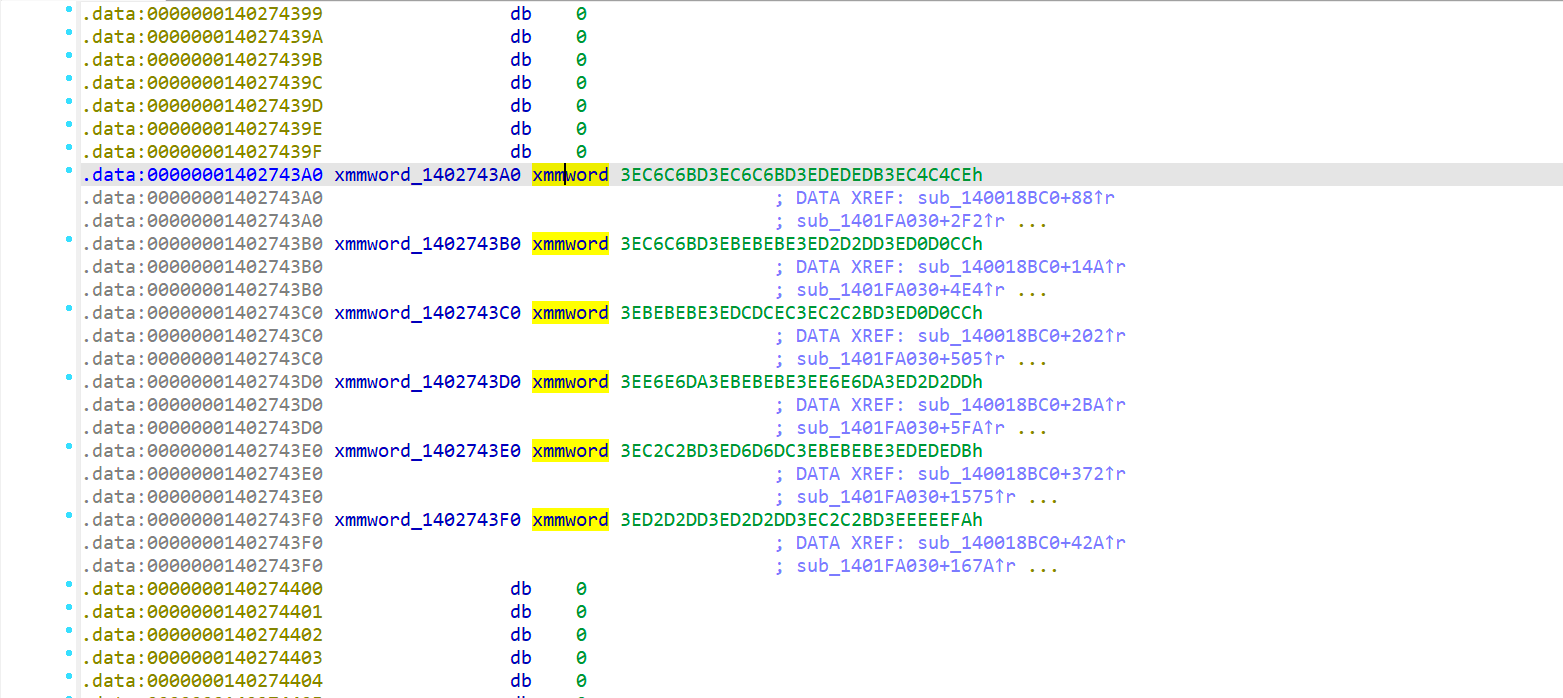 .data:0000000140274399 db 0
.data:000000014027439A db 0
.data:000000014027439B db 0
.data:000000014027439C db 0
.data:000000014027439D db 0
.data:000000014027439E db 0
.data:000000014027439F db 0
.data:00000001402743A0 xmmword_1402743A0 xmmword 3EC6C6BD3EC6C6BD3EDEDEDB3EC4C4CEh
.data:00000001402743A0 ; DATA XREF: sub_140018BC0+88↑r
.data:00000001402743A0 ; sub_1401FA030+2F2↑r ...
.data:00000001402743B0 xmmword_1402743B0 xmmword 3EC6C6BD3EBEBEBE3ED2D2DD3ED0D0CCh
.data:00000001402743B0 ; DATA XREF: sub_140018BC0+14A↑r
.data:00000001402743B0 ; sub_1401FA030+4E4↑r ...
.data:00000001402743C0 xmmword_1402743C0 xmmword 3EBEBEBE3EDCDCEC3EC2C2BD3ED0D0CCh
.data:00000001402743C0 ; DATA XREF: sub_140018BC0+202↑r
.data:00000001402743C0 ; sub_1401FA030+505↑r ...
.data:00000001402743D0 xmmword_1402743D0 xmmword 3EE6E6DA3EBEBEBE3EE6E6DA3ED2D2DDh
.data:00000001402743D0 ; DATA XREF: sub_140018BC0+2BA↑r
.data:00000001402743D0 ; sub_1401FA030+5FA↑r ...
.data:00000001402743E0 xmmword_1402743E0 xmmword 3EC2C2BD3ED6D6DC3EBEBEBE3EDEDEDBh
.data:00000001402743E0 ; DATA XREF: sub_140018BC0+372↑r
.data:00000001402743E0 ; sub_1401FA030+1575↑r ...
.data:00000001402743F0 xmmword_1402743F0 xmmword 3ED2D2DD3ED2D2DD3EC2C2BD3EEEEEFAh
.data:00000001402743F0 ; DATA XREF: sub_140018BC0+42A↑r
.data:00000001402743F0 ; sub_1401FA030+167A↑r ...
.data:0000000140274400 db 0
.data:0000000140274401 db 0
.data:0000000140274402 db 0
.data:0000000140274403 db 0
.data:0000000140274404 db 0